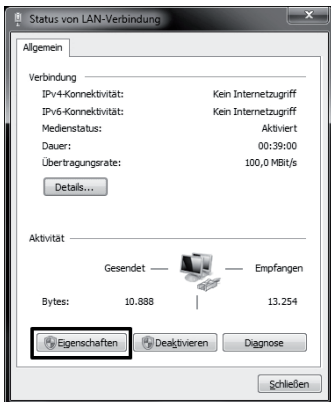 Status von LAN-Verbindung
Allgemein
Verbindung
IPv4-Konnektivität: Kein Internetzugriff
IPv6-Konnektivität: Kein Internetzugriff
Medienstatus: Aktiviert
Dauer: 00:39:00
Übertragungsrate: 100,0 MBit/s
Details...
Aktivität
Gesendet Empfangen
Bytes: 10.888 13.254
Eigenschaften Deaktivieren Diagnose
Schließen